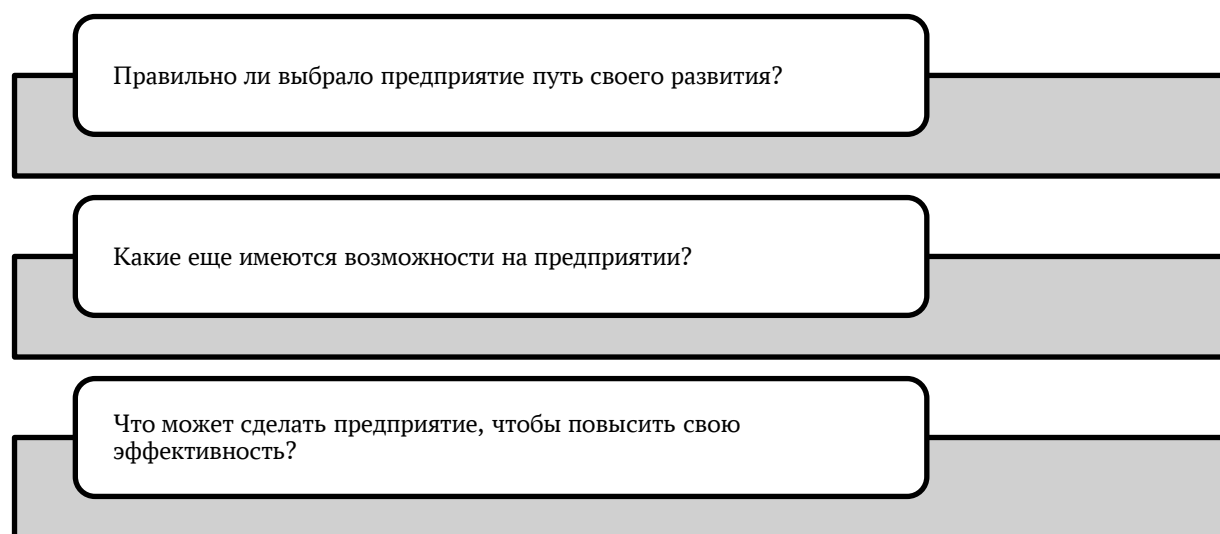 Правильно ли выбрало предприятие путь своего развития?
Какие еще имеются возможности на предприятии?
Что может сделать предприятие, чтобы повысить свою
эффективность?